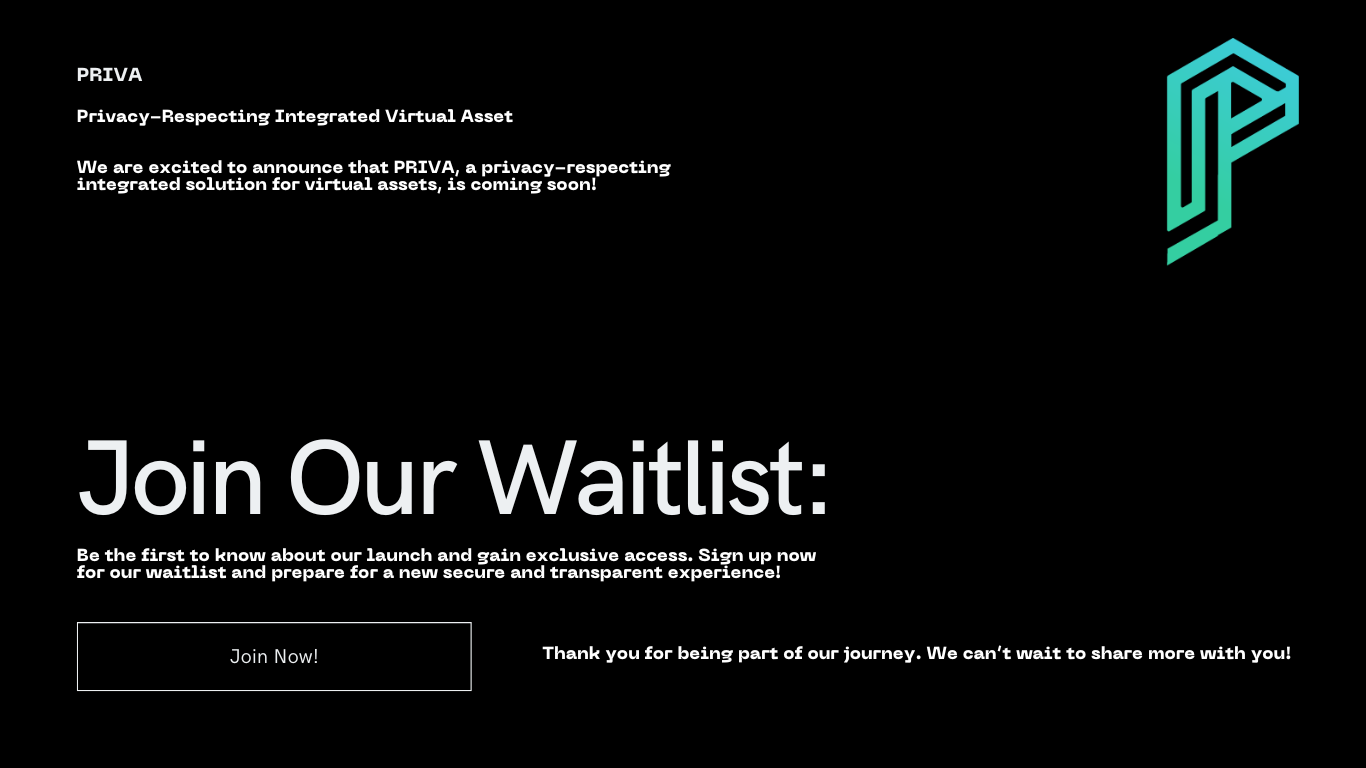 PRIVA
Privacy-Respecting Integrated Virtual Asset
We are excited to announce that PRIVA, a privacy-respecting
integrated solution for virtual assets, is coming soon!
Join Our Waitlist:
Be the first to know about our launch and gain exclusive access. Sign up now
for our waitlist and prepare for a new secure and transparent experience!
Join Now!
Thank you for being part of our journey. We can't wait to share more with you!